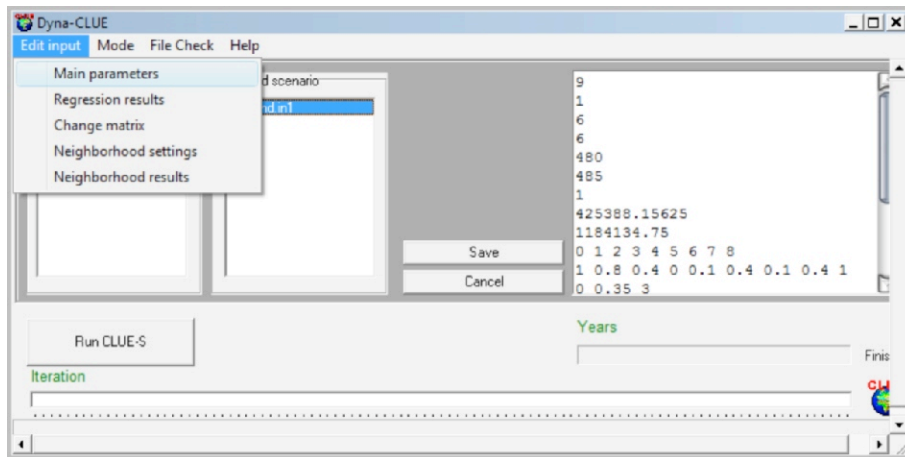 Dyna-CLUE
Edit input Mode File Check Help
Main parameters
Regression results
Change matrix
Neighborhood settings
Neighborhood results
d scenario
nd.in1
9
1
6
6
480
485
1
425388.15625
1184134.75
0 1 2 3 4 5 6 7 8
1 0.8 0.4 0 0.1 0.4 0.1 0.4 1
0 0.35 3
Save
Cancel
Run CLUE-S
Years
Finis
Iteration